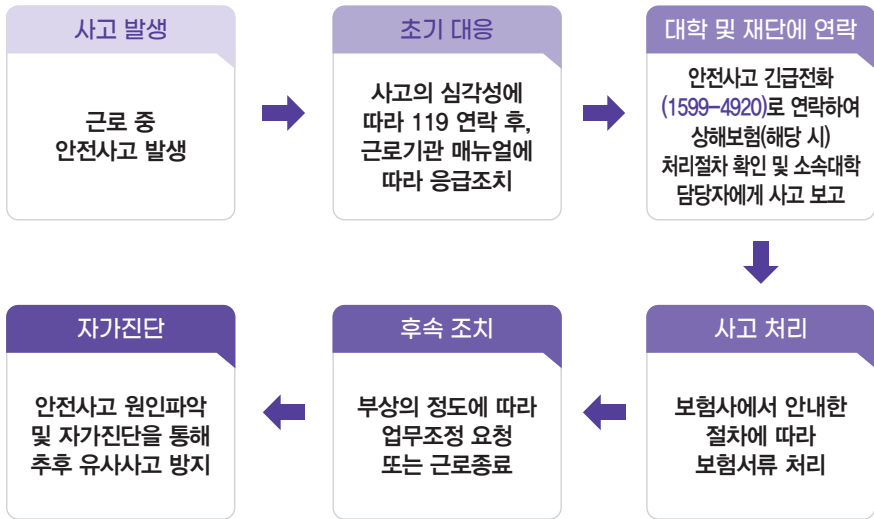 사고 발생
근로 중
안전사고 발생
초기 대응
사고의 심각성에
따라 119 연락 후,
근로기관 매뉴얼에
따라 응급조치
대학 및 재단에 연락
안전사고 긴급전화
(1599-4920)로 연락하여
상해보험(해당 시)
처리절차 확인 및 소속대학
담당자에게 사고 보고
사고 처리
보험사에서 안내한
절차에 따라
보험서류 처리
후속 조치
부상의 정도에 따라
업무조정 요청
또는 근로종료
자가진단
안전사고 원인파악
및 자가진단을 통해
추후 유사사고 방지